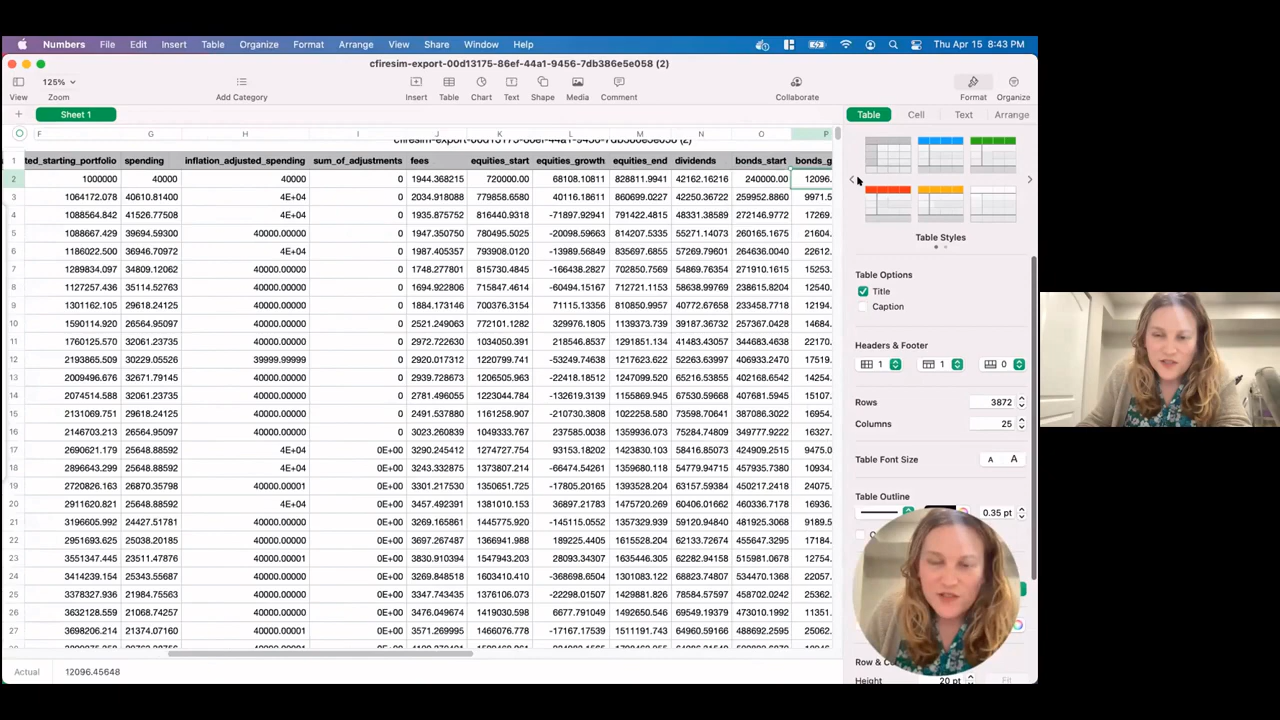 Numbers File Edit Insert Table Organize Format Arrange View Share Window Help Thu Apr 15 8:43 PM
cfiresim-export-00d13175-86ef-44a1-9456-7db386e5e058 (2)
125%
View Zoom Add Category Insert Table Chart Text Shape Media Comment Collaborate Format Organize
Sheet 1 Table Cell Text Arrange
F G H I J K L M N O P
1 ted_starting_portfolio spending inflation_adjusted_spending sum_of_adjustments fees equities_start equities_growth equities_end dividends bonds_start bonds_g
2 1000000 40000 40000 0 1944.368215 720000.00 68108.10811 828811.9941 42162.16216 240000.00 12096.
3 1064172.078 40610.81400 4E+04 0 2034.918088 779858.6580 40116.18611 860699.0227 42250.36722 259952.8860 9971.5
4 1088564.842 41526.77508 4E+04 0 1935.875752 816440.9318 -71897.92941 791422.4815 48331.38589 272146.9772 17269.
5 1088667.429 39694.59300 40000.00000 0 1947.350750 780495.5025 -20098.59663 814207.5335 55271.14073 260165.1675 21604.
6 1186022.500 36946.70972 4E+04 0 1987.405357 793908.0120 -13989.56849 835697.6855 57269.79601 264636.0040 22612.
7 1289834.097 34809.12062 40000.00000 0 1748.277801 815730.4845 -166438.2827 702850.7569 54869.76354 271910.1615 15253.
8 1127257.436 35114.52763 40000.00000 0 1694.922808 715847.4614 -60494.15167 712721.1153 58638.99769 238615.8204 12540.
9 1301162.105 29618.24125 40000.00000 0 1884.173146 700376.3154 71115.13356 810850.9957 40772.67658 233458.7718 12194.
10 1590114.920 26564.95097 40000.00000 0 2521.249063 772101.1282 329976.1805 1139373.739 39187.36732 257367.0428 14684.
11 1760125.570 32061.23735 40000.00000 0 2972.722630 1034050.391 218546.8537 1291851.134 41483.43057 344683.4638 22170.
12 2193865.509 30229.05526 39999.99999 0 2920.017312 1220799.741 -53249.74638 1217623.622 52263.63997 406933.2470 17519.
13 2009496.676 32671.79145 40000.00000 0 2939.728673 1206505.963 -22418.18512 1247099.520 65216.53855 402168.6542 14254.
14 2074514.588 32061.23735 40000.00000 0 2781.496055 1223044.784 -132619.3139 1155869.945 67530.59668 407681.5945 15107.
15 2131069.751 29618.24125 40000.00000 0 2491.537880 1161258.907 -210730.3808 1022258.580 73598.70641 387086.3022 16954.
16 2146703.213 26564.95097 40000.00000 0 3023.260839 1049333.767 237585.0038 1359936.073 75284.74809 349777.9222 16327.
17 2690621.179 25648.88592 4E+04 0E+00 3290.245412 1274727.754 93153.18202 1423830.103 58416.85753 424909.2515 9475.0
18 2896643.299 25648.88592 4E+04 0E+00 3243.332875 1373807.214 -66474.54261 1359680.118 54779.94715 457935.7380 10934.
19 2720826.163 26870.35798 40000.00001 0E+00 3217.301530 1350651.725 -17805.20165 1393528.204 63157.59384 450217.2418 24075.
20 2911620.821 25648.88592 4E+04 0E+00 3457.492391 1381010.153 36897.21783 1475720.269 60406.01662 460336.7178 16936.
21 3196605.992 24427.51781 40000.00000 0E+00 3269.165861 1445775.920 -145115.0552 1357329.939 59120.94840 481925.3068 9189.5
22 2951693.625 25038.20185 40000.00000 0E+00 3697.267487 1366941.988 189225.4405 1615528.204 62133.72674 455647.3295 17184.
23 3551347.445 23511.47876 40000.00001 0E+00 3830.910354 1547943.203 28093.34307 1635446.305 62282.94158 515981.0678 12754.
24 3414239.154 25343.55687 40000.00000 0E+00 3269.848518 1603410.410 -368698.6504 1301083.122 68823.74807 534470.1368 22057.
25 3378327.936 21984.75563 40000.00000 0E+00 3347.743435 1376106.073 -22298.01507 1429881.826 78584.57557 458702.0242 25362.
26 3632128.559 21068.74257 40000.00000 0E+00 3476.049674 1419030.598 6677.791049 1492650.546 69549.19379 473010.1992 11351.
27 3698206.214 21374.07160 40000.00001 0E+00 3571.269995 1466076.778 -17167.17539 1511191.743 64960.59166 488692.2595 25062.
Actual 12096.45648
Table Styles
Table Options
Title
Caption
Headers & Footer
1 1 0
Rows 3872
Columns 25
Table Font Size A A
Table Outline
0.35 pt
Row & Co
Height 20 pt Fit